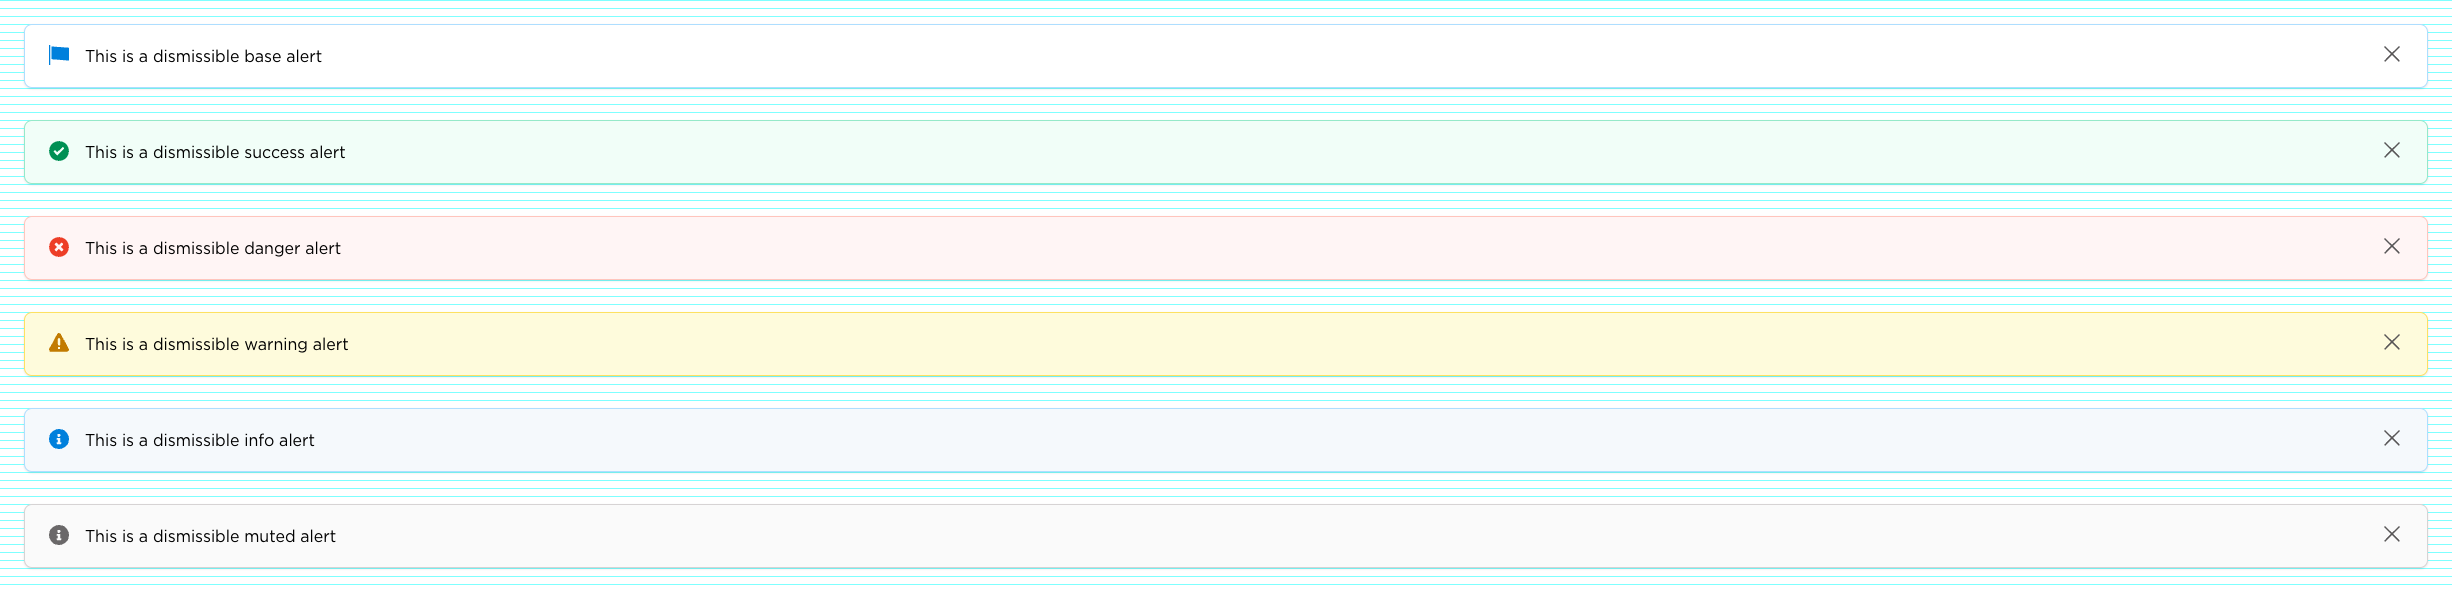 This is a dismissible base alert
This is a dismissible success alert
This is a dismissible danger alert
This is a dismissible warning alert
This is a dismissible info alert
This is a dismissible muted alert